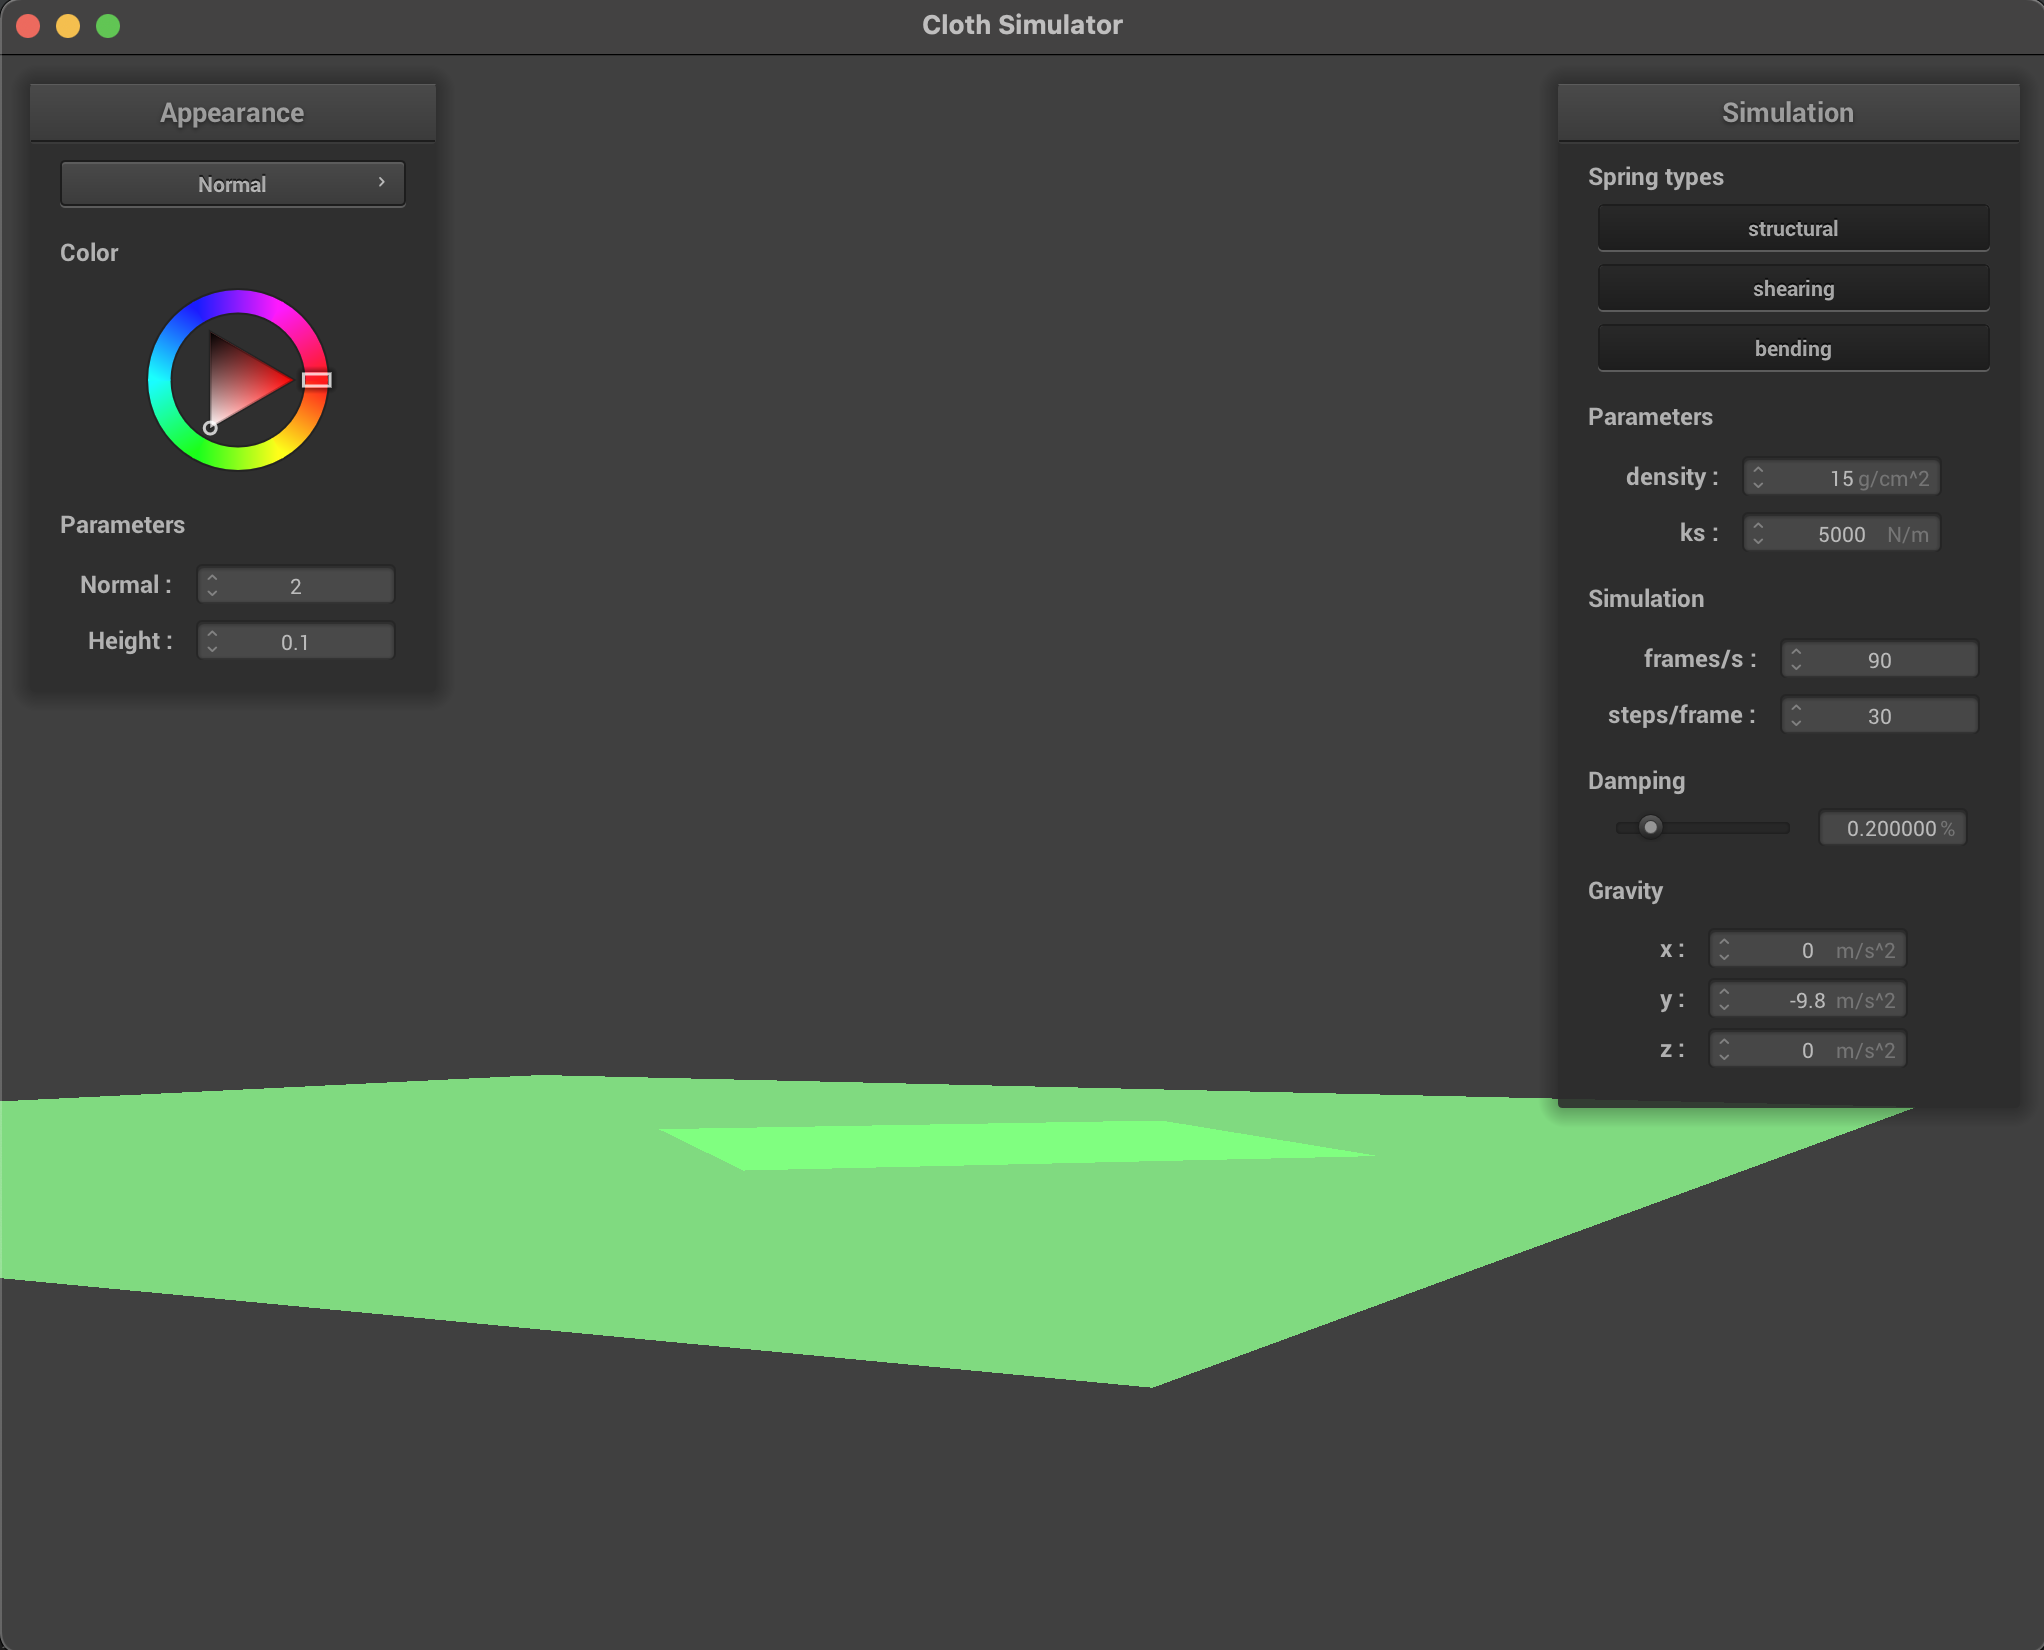 Cloth Simulator
Appearance
Normal
Color
Parameters
Normal : 2
Height : 0.1
Simulation
Spring types
structural
shearing
bending
Parameters
density : 15 g/cm^2
ks : 5000 N/m
Simulation
frames/s : 90
steps/frame : 30
Damping
0.200000 %
Gravity
x : 0 m/s^2
y : -9.8 m/s^2
z : 0 m/s^2